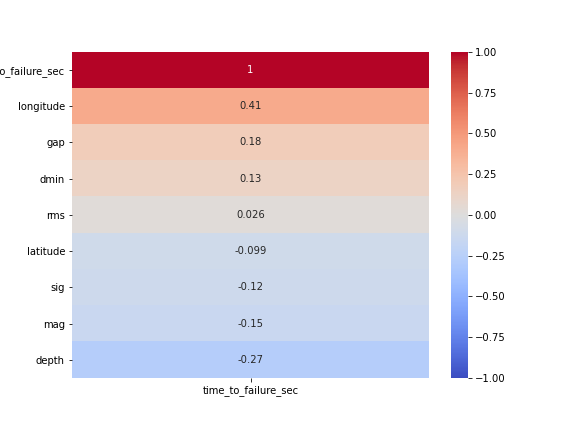 o_failure_sec
longitude
gap
dmin
rms
latitude
sig
mag
depth
1
0.41
0.18
0.13
0.026
-0.099
-0.12
-0.15
-0.27
time_to_failure_sec
1.00
0.75
0.50
0.25
0.00
−0.25
−0.50
−0.75
−1.00